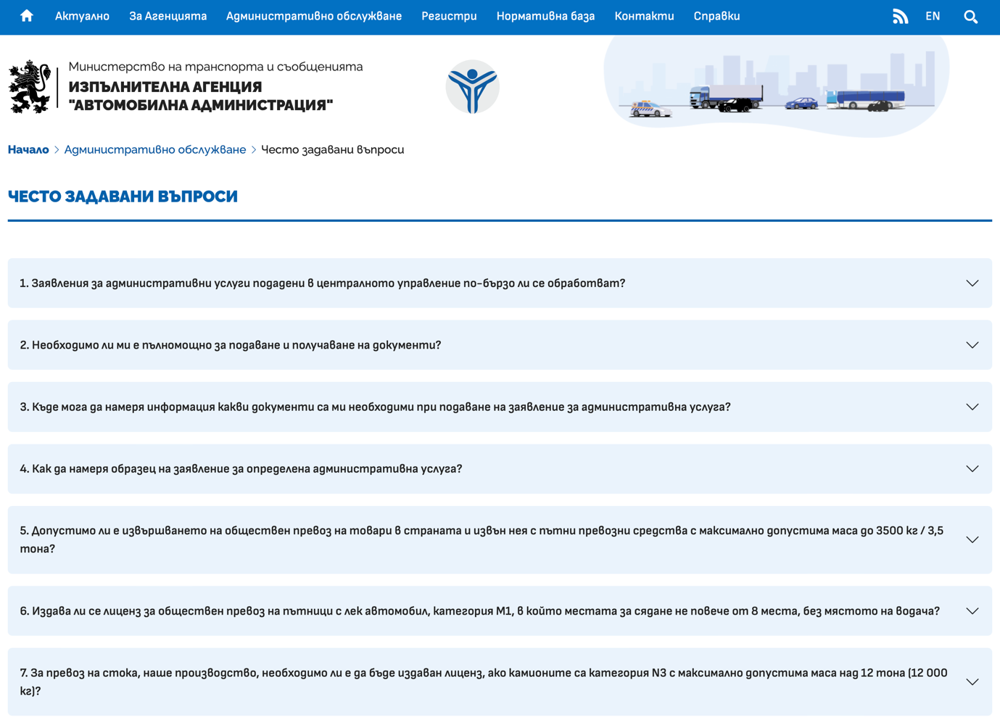 Актуално За Агенцията Административно обслужване Регистри Нормативна база Контакти Справки EN
Министерство на транспорта и съобщенията
ИЗПЪЛНИТЕЛНА АГЕНЦИЯ
"АВТОМОБИЛНА АДМИНИСТРАЦИЯ"
Начало Административно обслужване Често задавани въпроси
ЧЕСТО ЗАДАВАНИ ВЪПРОСИ
1. Заявления за административни услуги подадени в централното управление по-бързо ли се обработват?
2. Необходимо ли ми е пълномощно за подаване и получаване на документи?
3. Къде мога да намеря информация какви документи са ми необходими при подаване на заявление за административна услуга?
4. Как да намеря образец на заявление за определена административна услуга?
5. Допустимо ли е извършването на обществен превоз на товари в страната и извън нея с пътни превозни средства с максимално допустима маса до 3500 кг / 3,5
тона?
6. Издава ли се лиценз за обществен превоз на пътници с лек автомобил, категория М1, в който местата за сядане не повече от 8 места, без мястото на водача?
7. За превоз на стока, наше производство, необходимо ли е да бъде издаван лиценз, ако камионите са категория N3 с максимално допустима маса над 12 тона (12 000
кг)?